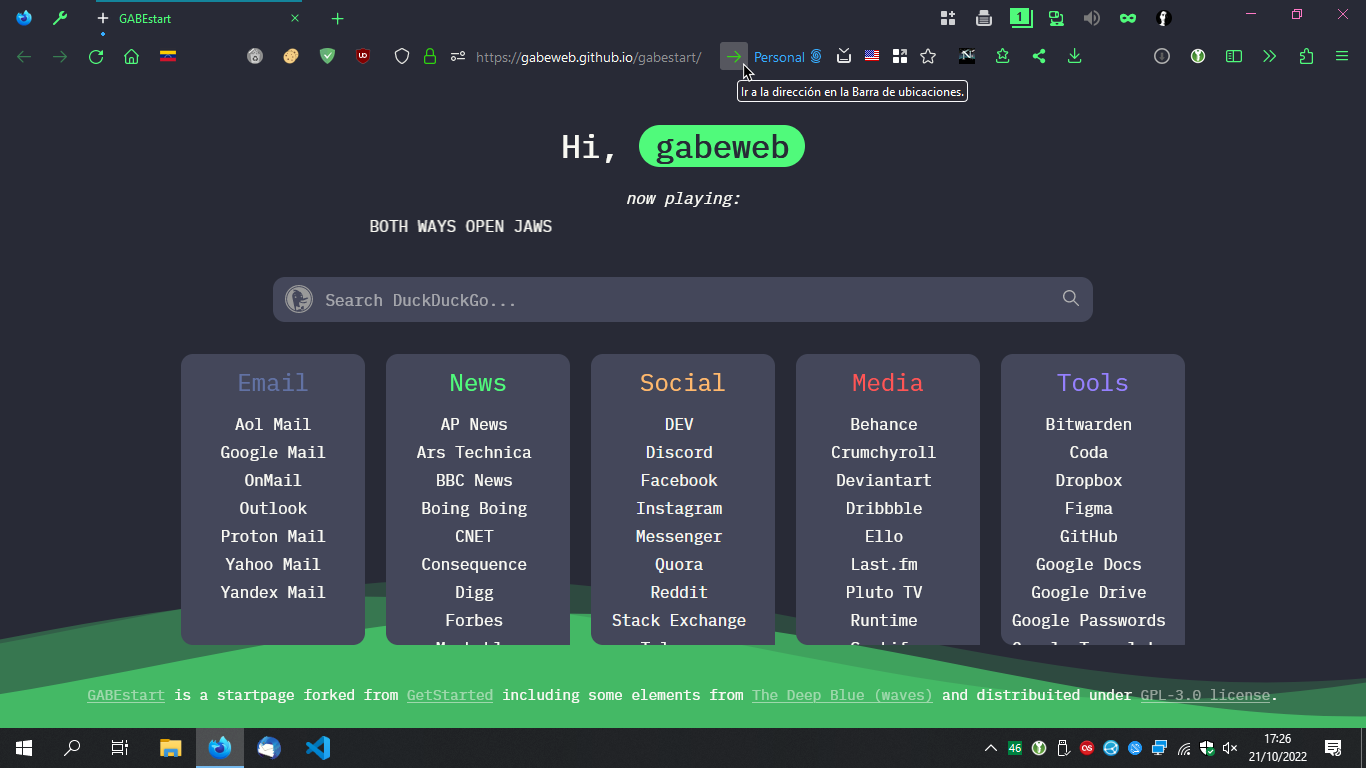 GABEstart
1
UD
https://gabeweb.github.io/gabestart/
Personal
Ir a la dirección en la Barra de ubicaciones.
Hi, gabeweb
now playing:
BOTH WAYS OPEN JAWS
Search DuckDuckGo...
Email
Aol Mail
Google Mail
OnMail
Outlook
Proton Mail
Yahoo Mail
Yandex Mail
News
AP News
Ars Technica
BBC News
Boing Boing
CNET
Consequence
Digg
Forbes
Social
DEV
Discord
Facebook
Instagram
Messenger
Quora
Reddit
Stack Exchange
Media
Behance
Crumchyroll
Deviantart
Dribbble
Ello
Last.fm
Pluto TV
Runtime
Tools
Bitwarden
Coda
Dropbox
Figma
GitHub
Google Docs
Google Drive
Google Passwords
GABEstart is a startpage forked from GetStarted including some elements from The Deep Blue (waves) and distribuited under GPL-3.0 license.
46
17:26
21/10/2022